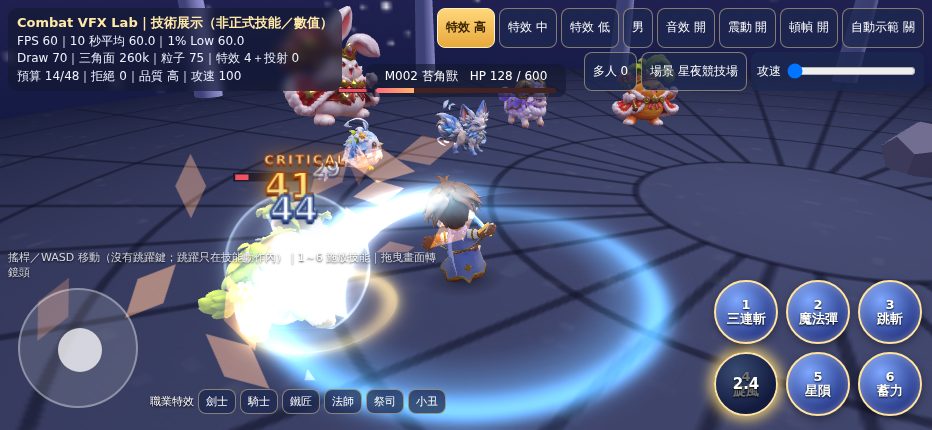 Combat VFX Lab｜技術展示（非正式技能／數值）
FPS 60｜10 秒平均 60.0｜1% Low 60.0
Draw 70｜三角面 260k｜粒子 75｜特效 4＋投射 0
預算 14/48｜拒絕 0｜品質 高｜攻速 100
特效 高
特效 中
特效 低
男
音效 開
震動 開
頓幀 開
自動示範 關
多人 0
場景 星夜競技場
攻速
M002 苔角獸 HP 128 / 600
CRITICAL
49
41
44
搖桿／WASD 移動（沒有跳躍鍵；跳躍只在技能動作內）｜1～6 施放技能｜拖曳畫面轉
鏡頭
1
三連斬
2
魔法彈
3
跳斬
4
旋風
2.4
5
星隕
6
蓄力
職業特效
劍士
騎士
鐵匠
法師
祭司
小丑